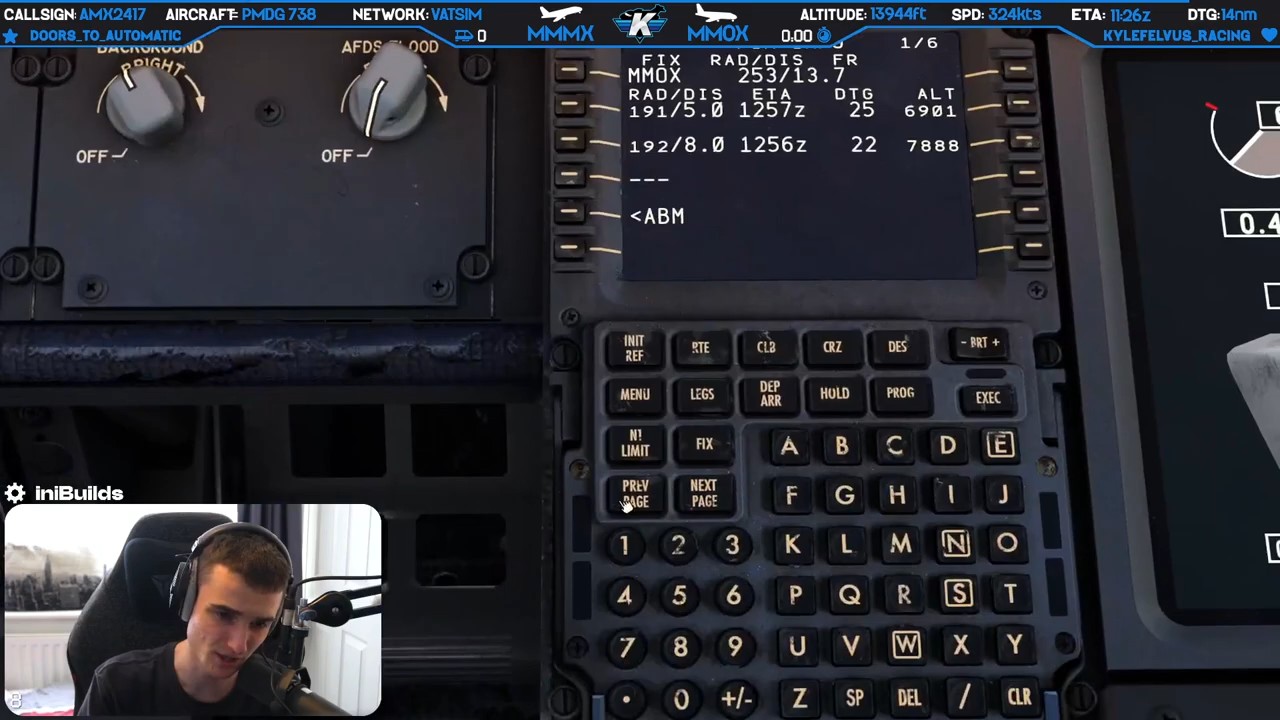 CALLSIGN: AMX2417 AIRCRAFT: PMDG 738 NETWORK: VATSIM MMMX K MMOX ALTITUDE: 13944ft SPD: 324kts ETA: 11:26z DTG: 14nm
DOORS_TO_AUTOMATIC 0 0:00 KYLEFELVUS_RACING
BACKGROUND AFDS FLOOD
BRIGHT
OFF OFF
1/6
FIX RAD/DIS FR
MMOX 253/13.7
RAD/DIS ETA DTG ALT
191/5.0 1257z 25 6901
192/8.0 1256z 22 7888
---
<ABM
INIT REF RTE CLB CRZ DES - BRT +
MENU LEGS DEP ARR HOLD PROG EXEC
N1 LIMIT FIX A B C D E
PREV PAGE NEXT PAGE F G H I J
1 2 3 K L M N O
4 5 6 P Q R S T
7 8 9 U V W X Y
. 0 +/- Z SP DEL / CLR
0.4
iniBuilds